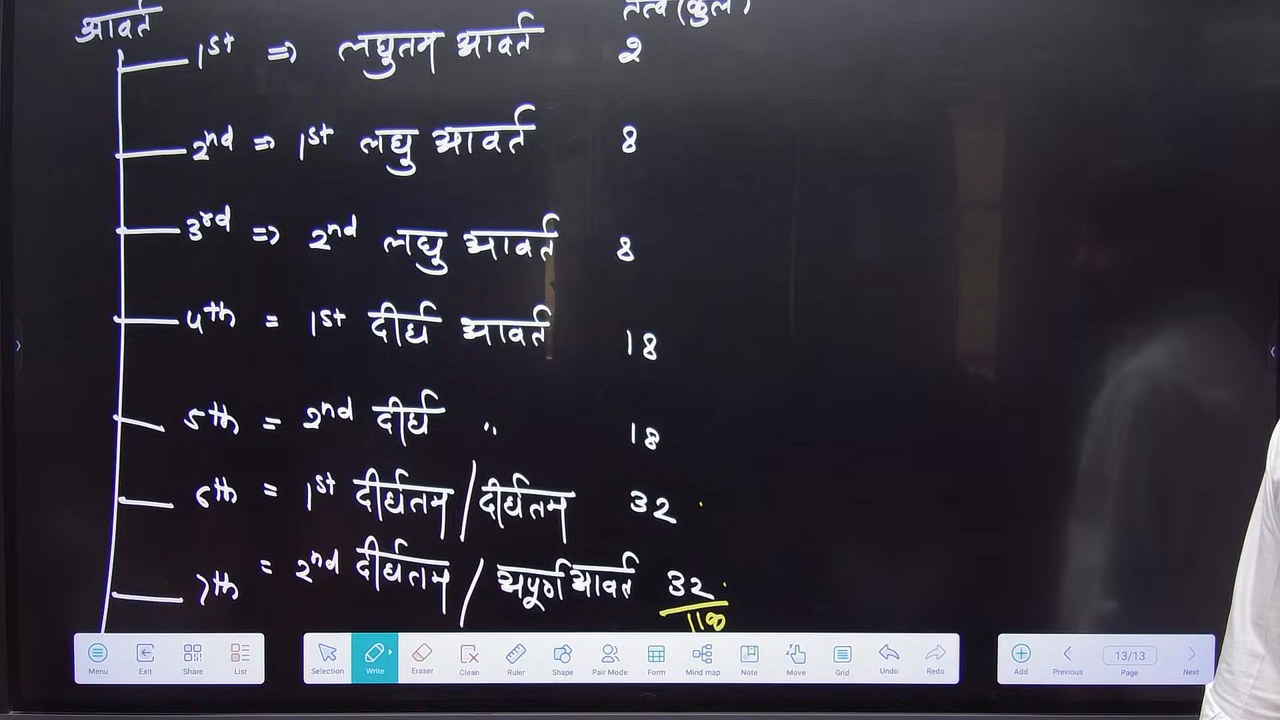 आवर्त तत्व (कुल)
1st ⇒ लघुतम आवर्त 2
2nd ⇒ 1st लघु आवर्त 8
3rd ⇒ 2nd लघु आवर्त 8
4th = 1st दीर्घ आवर्त 18
5th = 2nd दीर्घ " 18
6th = 1st दीर्घतम / दीर्घतम 32
7th = 2nd दीर्घतम / अपूर्ण आवर्त 32
118
Menu Exit Share List Selection Write Eraser Clean Ruler Shape Pair Mode Form Mind map Note Move Grid Undo Redo Add Previous 13/13 Page Next